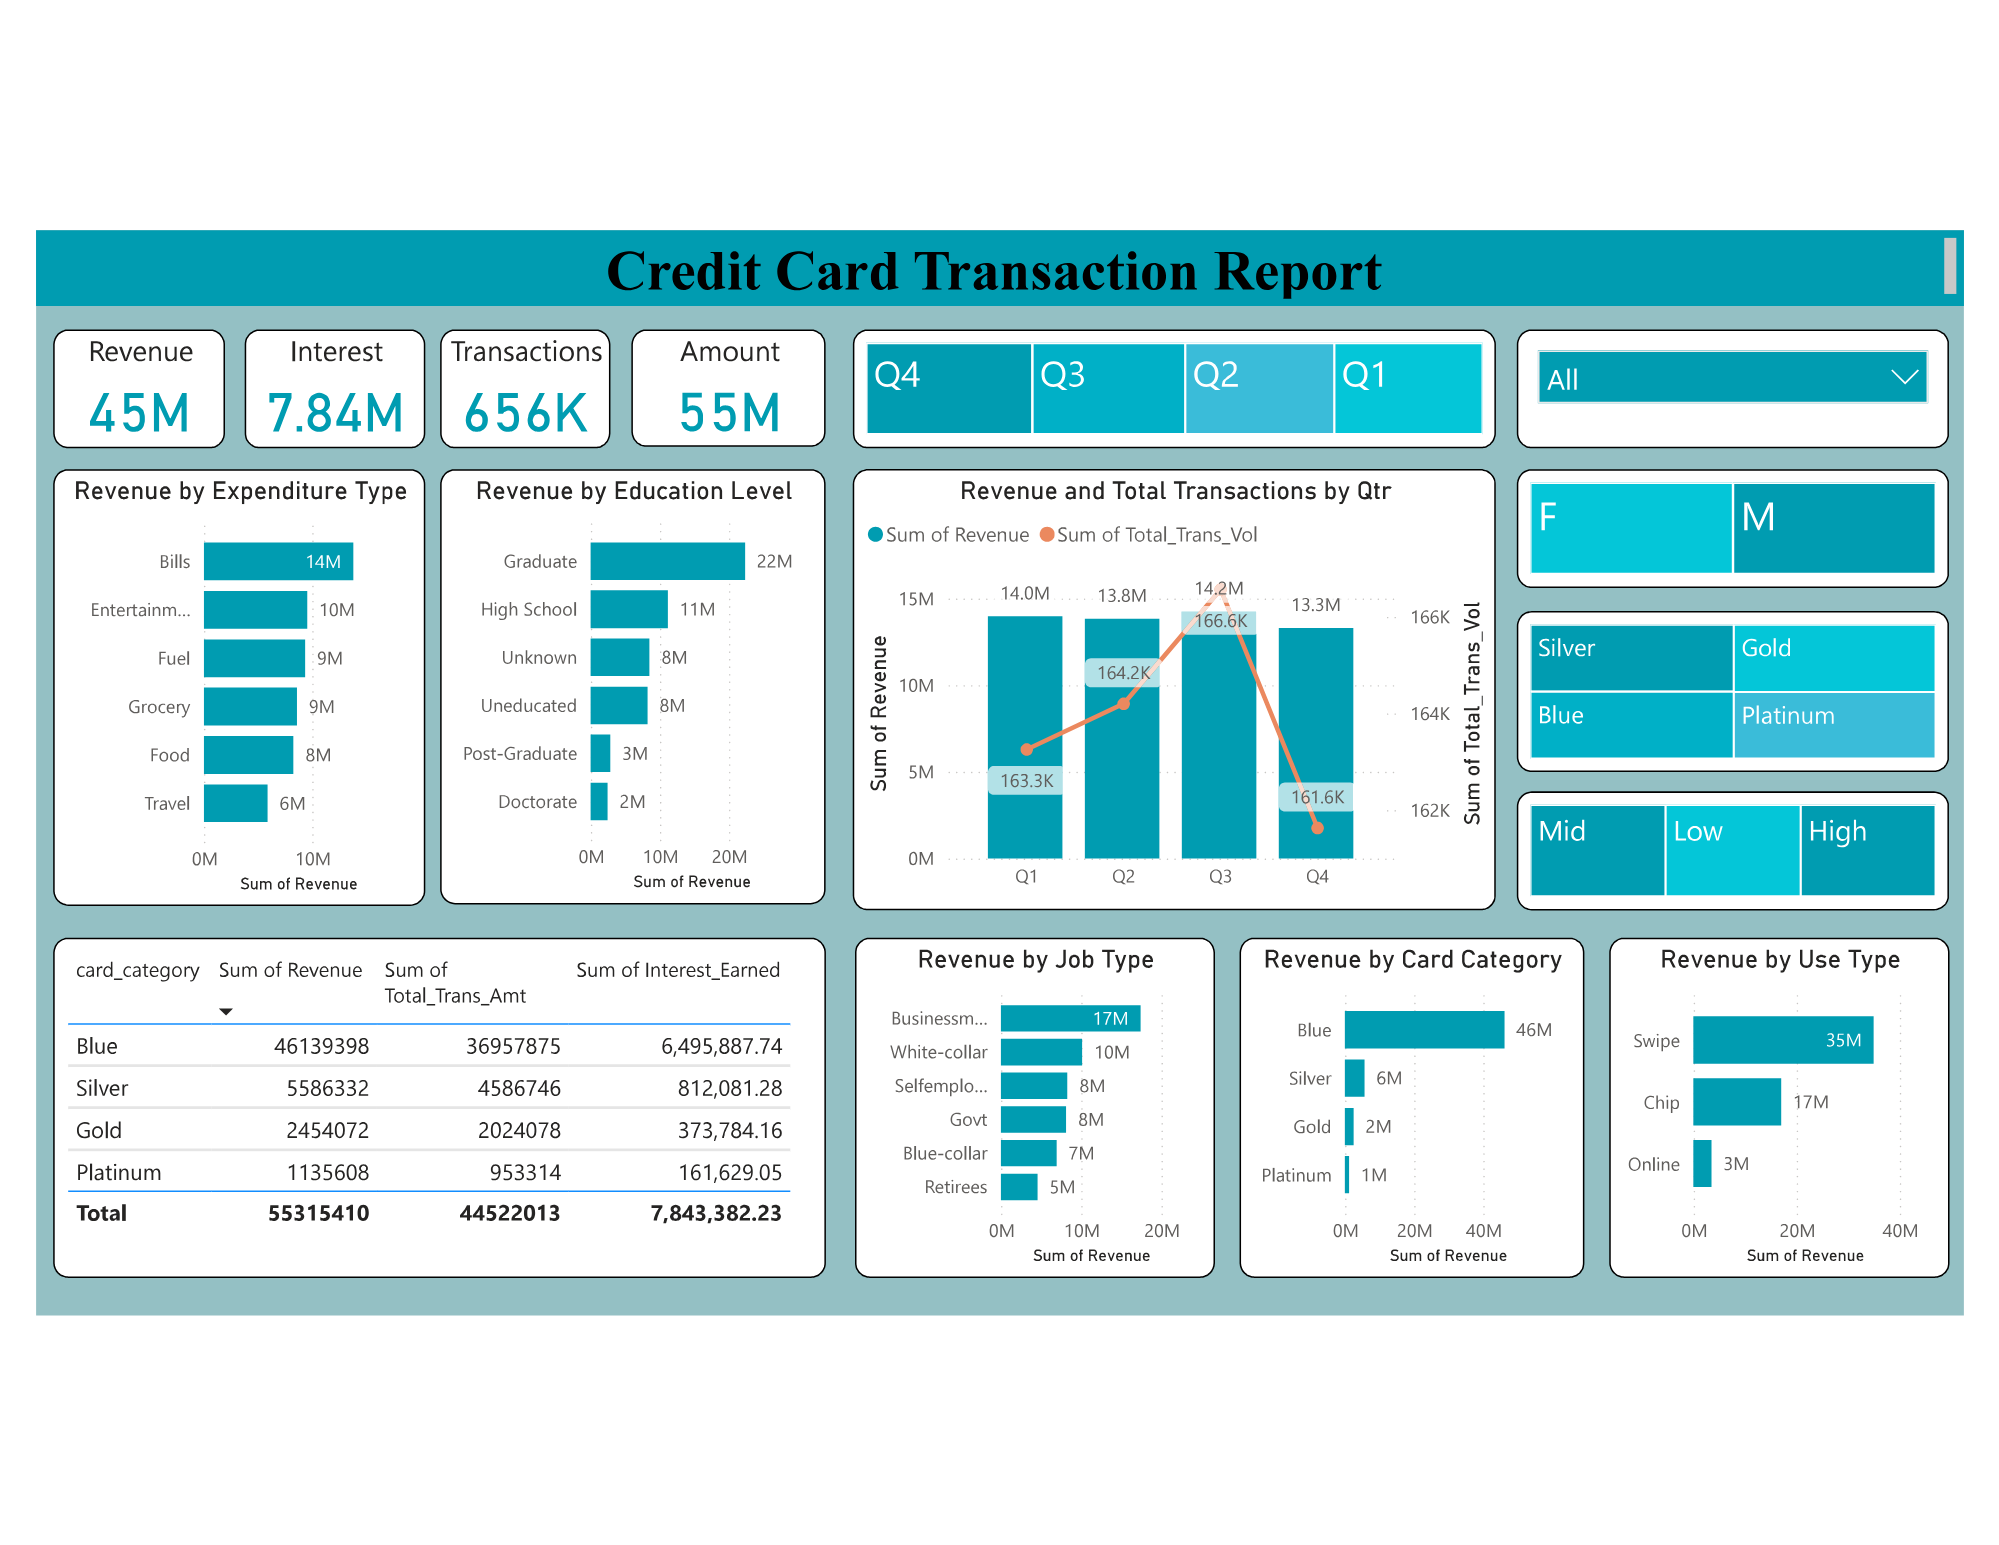 Credit Card Transaction Report
Revenue
45M
Interest
7.84M
Transactions
656K
Amount
55M
Q4 Q3 Q2 Q1
All
Revenue by Expenditure Type
Bills 14M
Entertainm... 10M
Fuel 9M
Grocery 9M
Food 8M
Travel 6M
0M 10M
Sum of Revenue
Revenue by Education Level
Graduate 22M
High School 11M
Unknown 8M
Uneducated 8M
Post-Graduate 3M
Doctorate 2M
0M 10M 20M
Sum of Revenue
Revenue and Total Transactions by Qtr
Sum of Revenue Sum of Total_Trans_Vol
14.0M 13.8M 14.2M 13.3M
163.3K 164.2K 166.6K 161.6K
15M
10M
5M
0M
Sum of Revenue
166K
164K
162K
Sum of Total_Trans_Vol
Q1 Q2 Q3 Q4
F M
Silver Gold
Blue Platinum
Mid Low High
card_category Sum of Revenue Sum of Total_Trans_Amt Sum of Interest_Earned
Blue 46139398 36957875 6,495,887.74
Silver 5586332 4586746 812,081.28
Gold 2454072 2024078 373,784.16
Platinum 1135608 953314 161,629.05
Total 55315410 44522013 7,843,382.23
Revenue by Job Type
Businessm... 17M
White-collar 10M
Selfemplo... 8M
Govt 8M
Blue-collar 7M
Retirees 5M
0M 10M 20M
Sum of Revenue
Revenue by Card Category
Blue 46M
Silver 6M
Gold 2M
Platinum 1M
0M 20M 40M
Sum of Revenue
Revenue by Use Type
Swipe 35M
Chip 17M
Online 3M
0M 20M 40M
Sum of Revenue